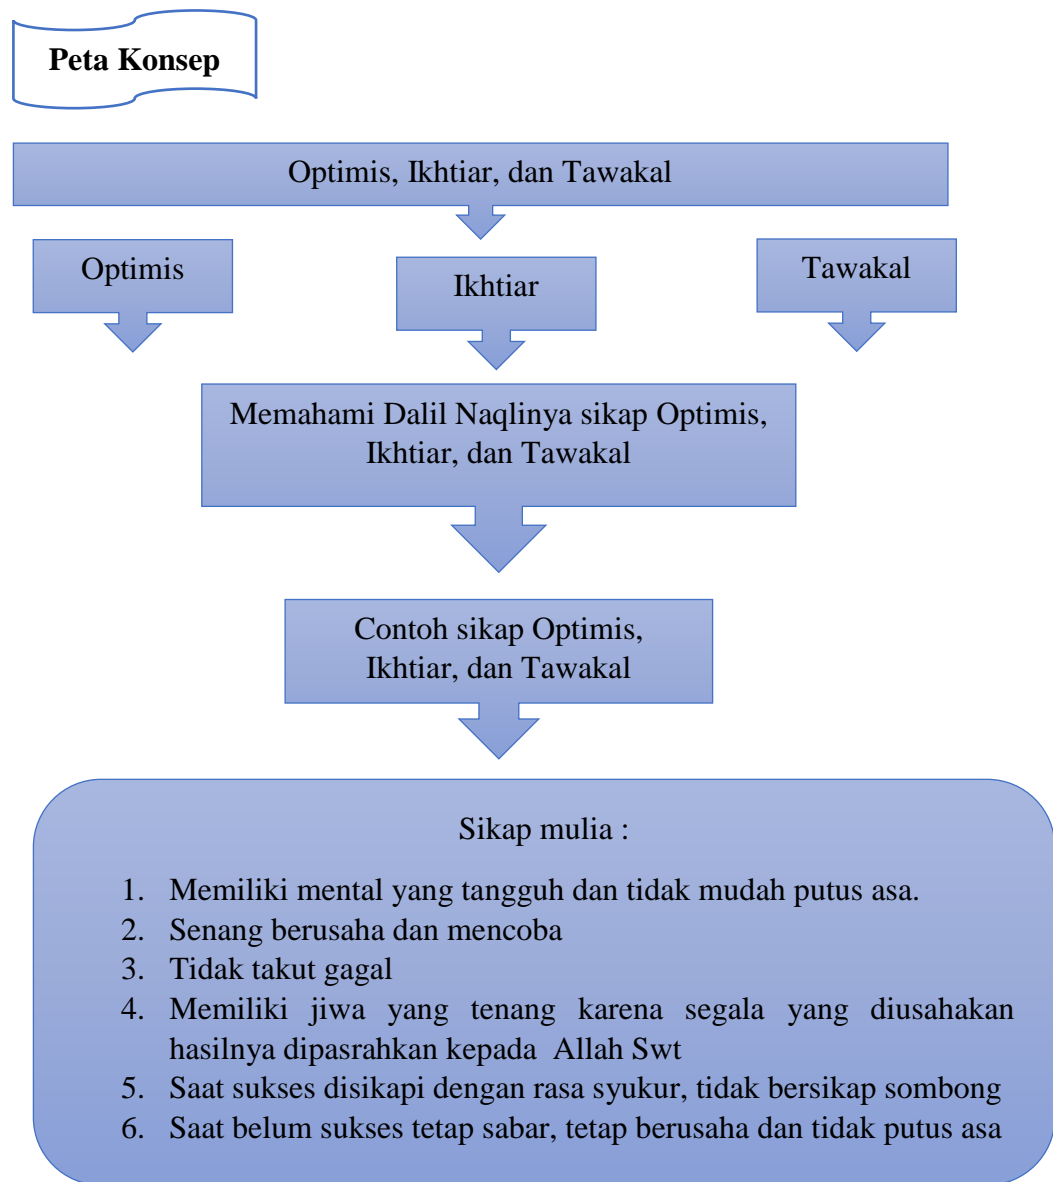 Peta Konsep
Optimis, Ikhtiar, dan Tawakal
Optimis
Ikhtiar
Tawakal
Memahami Dalil Naqlinya sikap Optimis,
Ikhtiar, dan Tawakal
Contoh sikap Optimis,
Ikhtiar, dan Tawakal
Sikap mulia :
1. Memiliki mental yang tangguh dan tidak mudah putus asa.
2. Senang berusaha dan mencoba
3. Tidak takut gagal
4. Memiliki jiwa yang tenang karena segala yang diusahakan
hasilnya dipasrahkan kepada Allah Swt
5. Saat sukses disikapi dengan rasa syukur, tidak bersikap sombong
6. Saat belum sukses tetap sabar, tetap berusaha dan tidak putus asa